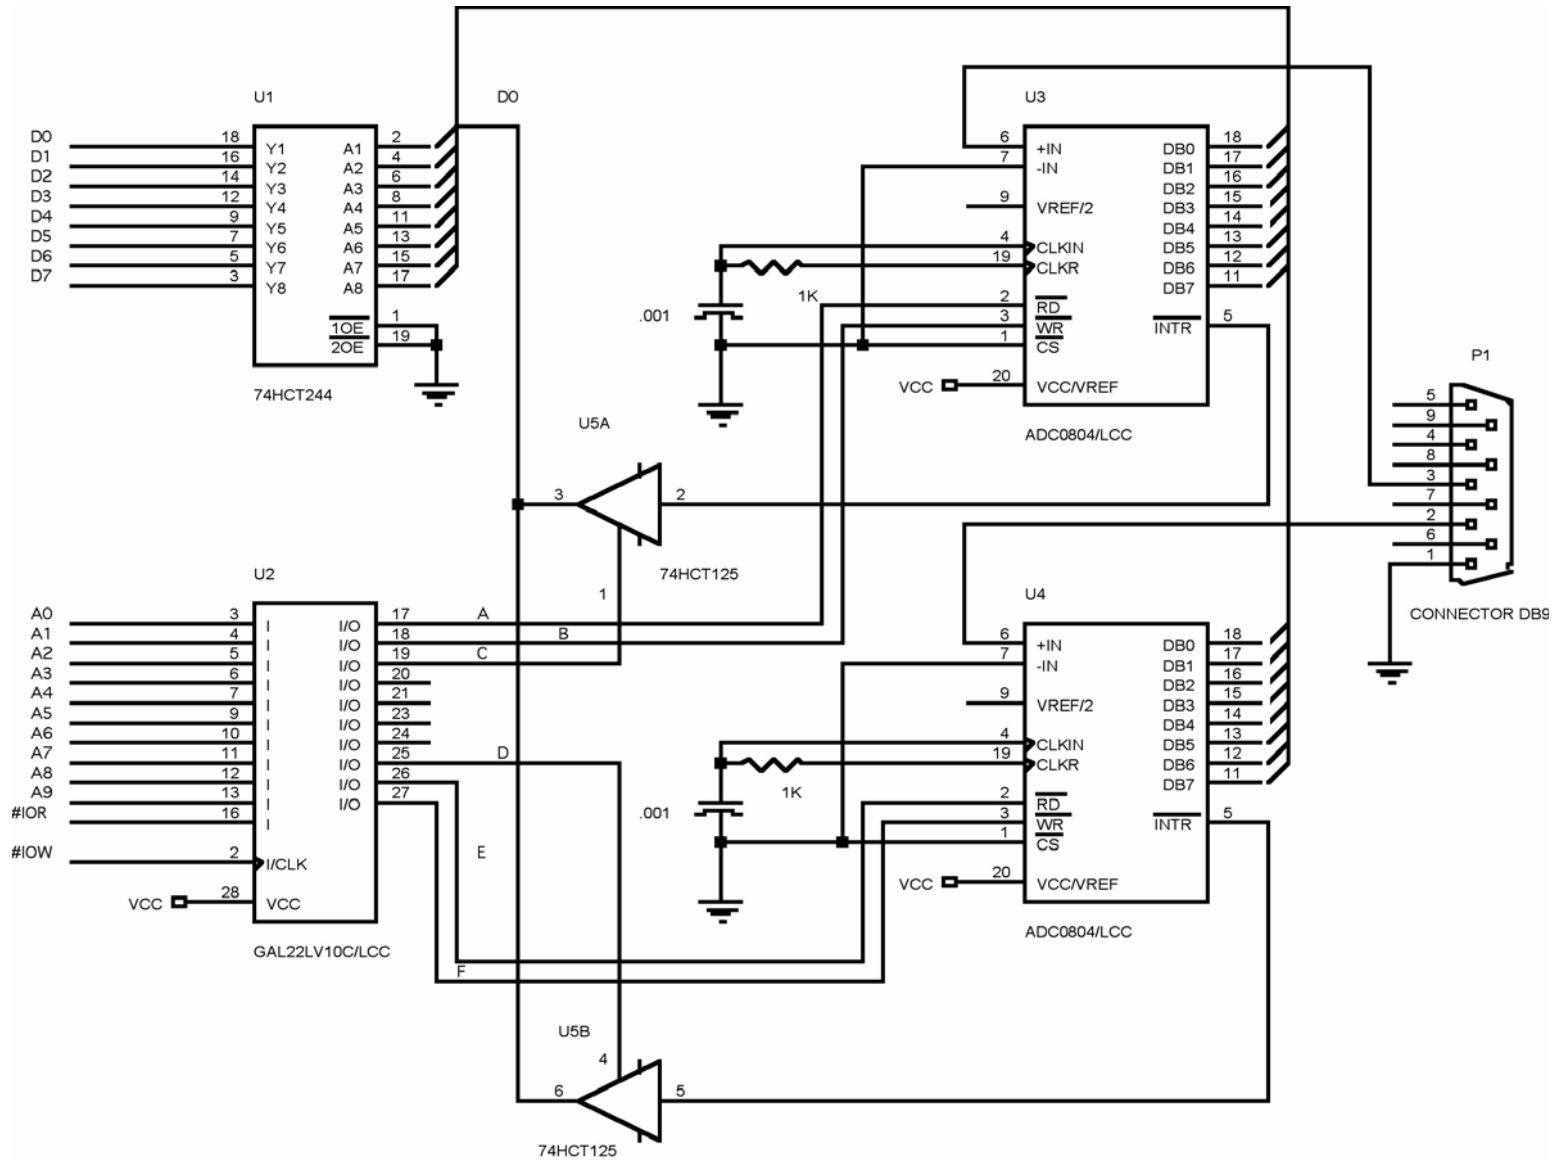 U1
D0
D0 18 Y1 A1 2
D1 16 Y2 A2 4
D2 14 Y3 A3 6
D3 12 Y4 A4 8
D4 9 Y5 A5 11
D5 7 Y6 A6 13
D6 5 Y7 A7 15
D7 3 Y8 A8 17
1OE 1
2OE 19
74HCT244
U3
6 +IN DB0 18
7 -IN DB1 17
DB2 16
9 VREF/2 DB3 15
DB4 14
4 CLKIN DB5 13
19 CLKR DB6 12
DB7 11
1K
.001
2 RD
3 WR INTR 5
1 CS
VCC 20 VCC/VREF
ADC0804/LCC
P1
5
9
4
8
3
7
2
6
1
CONNECTOR DB9
U5A
3 2
74HCT125
1
U2
A0 3 I I/O 17 A
A1 4 I I/O 18 B
A2 5 I I/O 19 C
A3 6 I I/O 20
A4 7 I I/O 21
A5 9 I I/O 23
A6 10 I I/O 24
A7 11 I I/O 25 D
A8 12 I I/O 26
A9 13 I I/O 27
#IOR 16 I
#IOW 2 I/CLK
E
VCC 28 VCC
GAL22LV10C/LCC
F
U4
6 +IN DB0 18
7 -IN DB1 17
DB2 16
9 VREF/2 DB3 15
DB4 14
4 CLKIN DB5 13
19 CLKR DB6 12
DB7 11
1K
.001
2 RD
3 WR INTR 5
1 CS
VCC 20 VCC/VREF
ADC0804/LCC
U5B
4
6 5
74HCT125